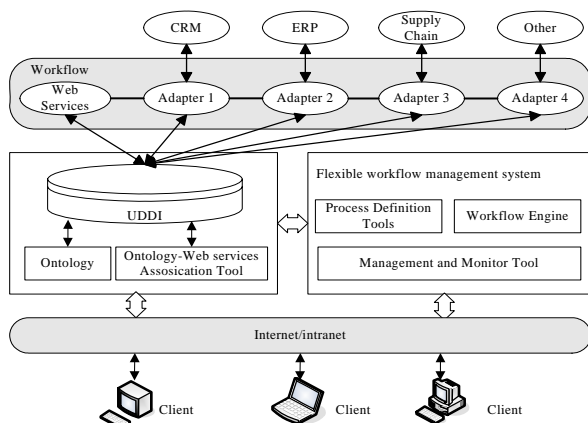 CRM
ERP
Supply
Chain
Other
Workflow
Web
Services
Adapter 1
Adapter 2
Adapter 3
Adapter 4
UDDI
Ontology
Ontology-Web services
Assosication Tool
Flexible workflow management system
Process Definition
Tools
Workflow Engine
Management and Monitor Tool
Internet/intranet
Client
Client
Client